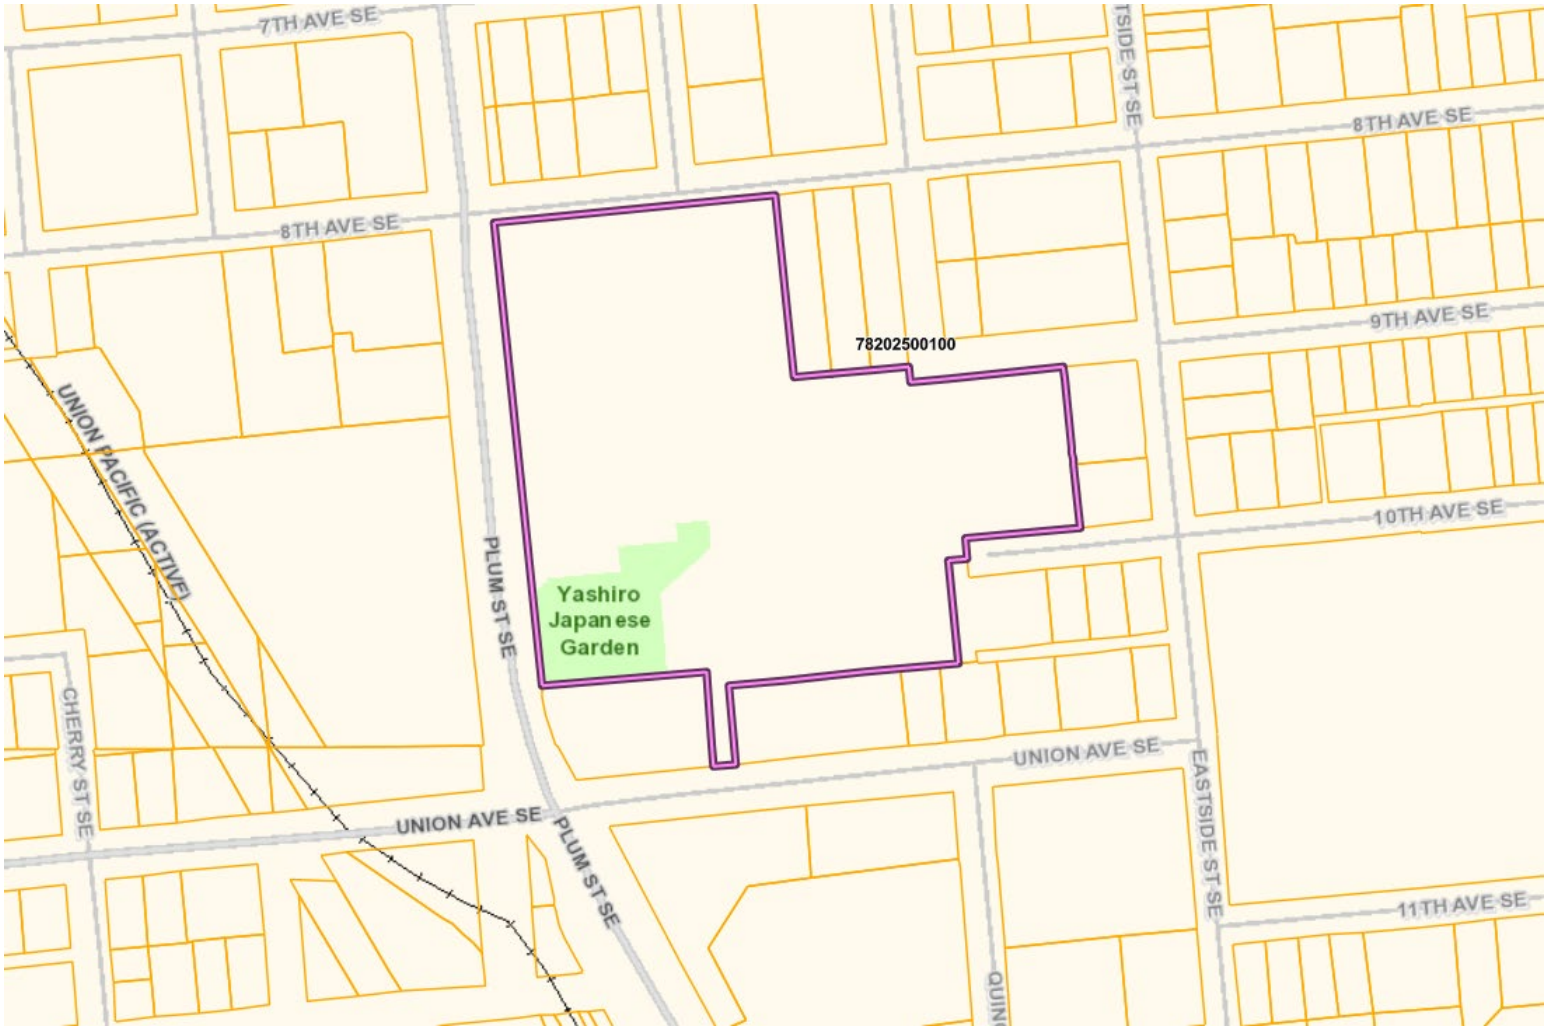 7TH AVE SE
TSIDE ST SE
8TH AVE SE
8TH AVE SE
9TH AVE SE
78202500100
UNION PACIFIC (ACTIVE)
10TH AVE SE
PLUM ST SE
Yashiro
Japanese
Garden
CHERRY ST SE
UNION AVE SE
EASTSIDE ST SE
UNION AVE SE
PLUM ST SE
11TH AVE SE
QUINC